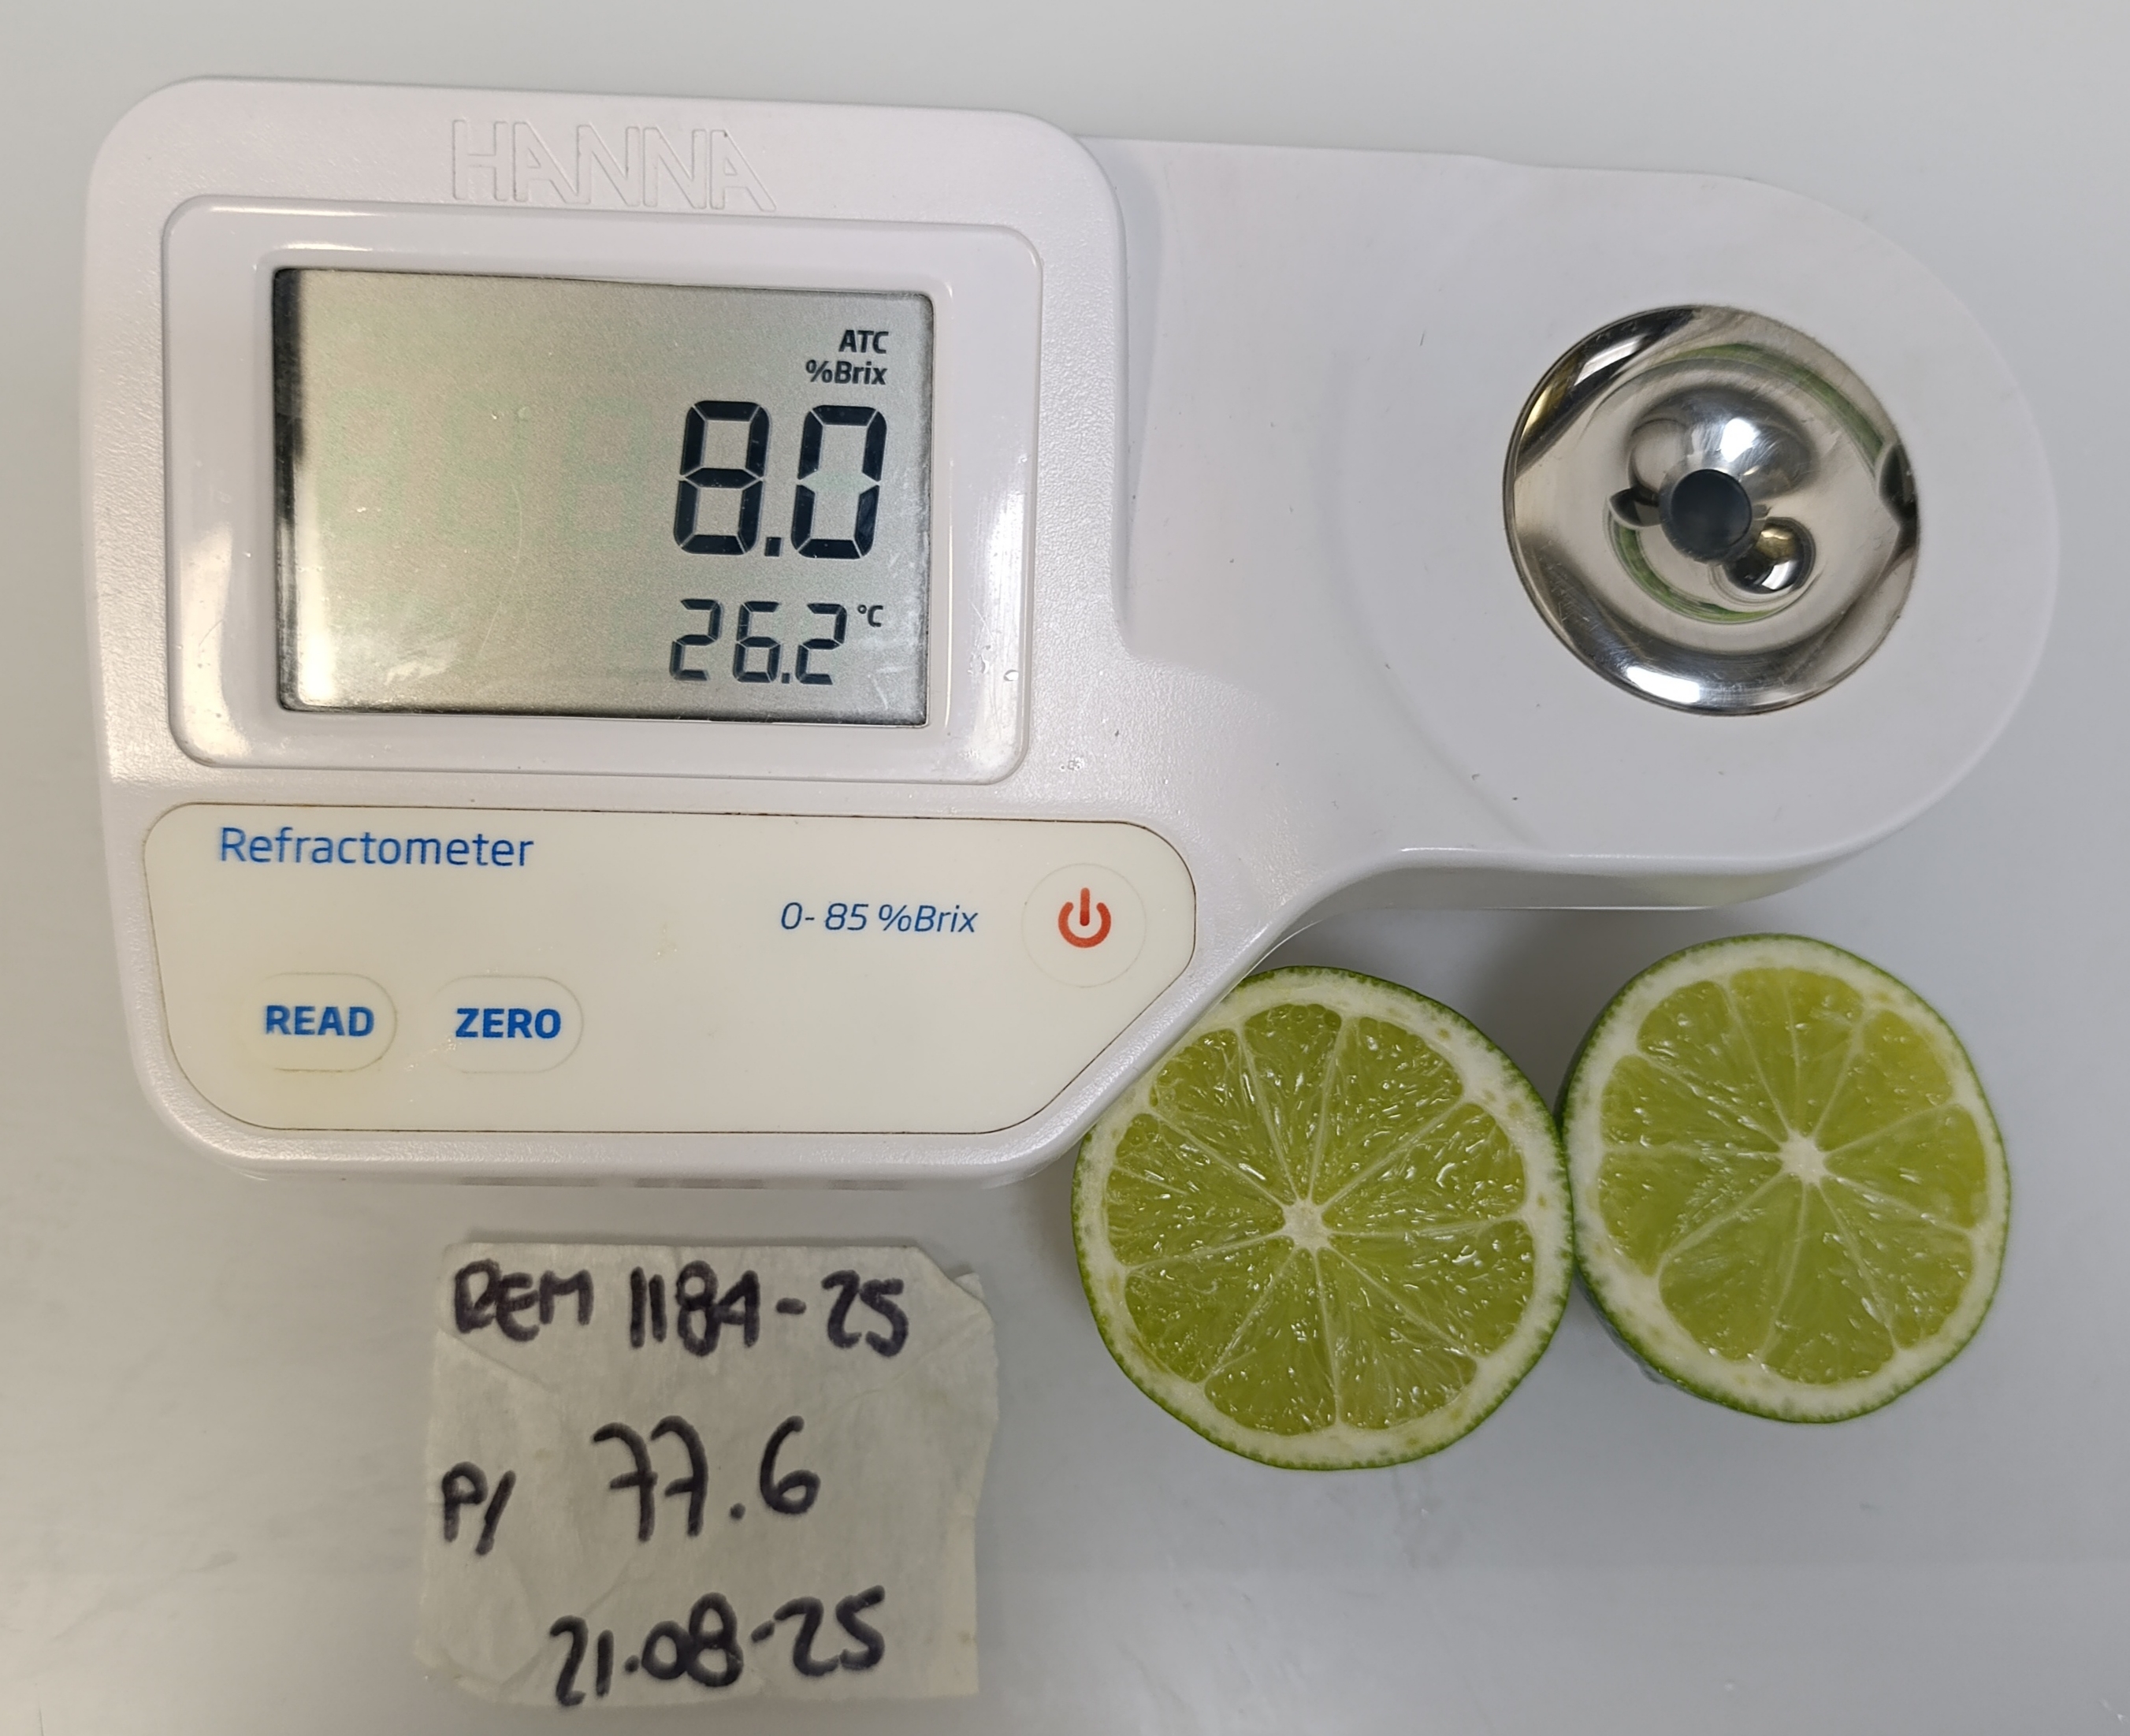 HANNA
ATC
%Brix
8.0
26.2 °C
Refractometer
0-85 %Brix
READ ZERO
REM 1184-25
P/ 77.6
21.08-25